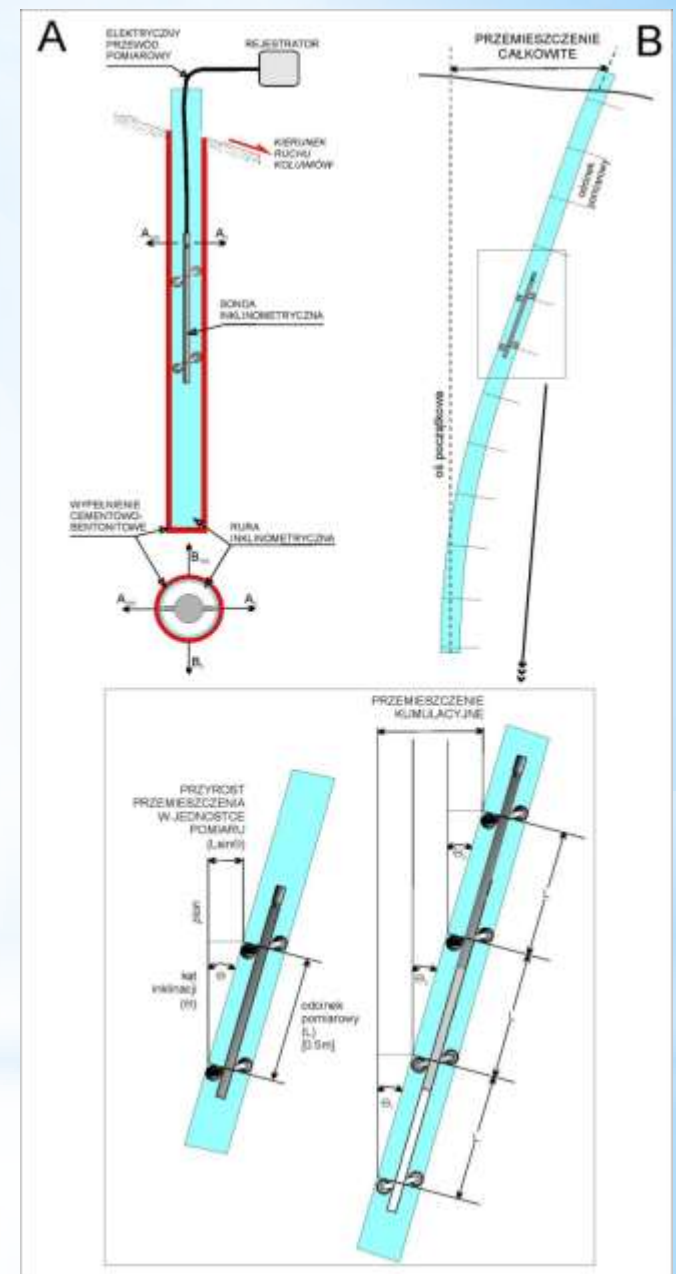 A
ELEKTRYCZNY
PRZEWÓD
POMIAROWY
REJESTRATOR
KIERUNEK
RUCHU
KOLUWIÓW
A
A
SONDA
INKLINOMETRYCZNA
WYPEŁNIENIE
CEMENTOWO-
BENTONITOWE
RURA
INKLINOMETRYCZNA
B
A
A
B
B
PRZEMIESZCZENIE
CAŁKOWITE
odcinek
pomiarowy
oś początkowa
PRZYROST
PRZEMIESZCZENIA
W JEDNOSTCE
POMIARU
(LsinΘ)
pion
kąt
inklinacji
(Θ)
Θ
odcinek
pomiarowy
(L)
[0.5m]
PRZEMIESZCZENIE
KUMULACYJNE
Θ
Θ
Θ
L
L
L